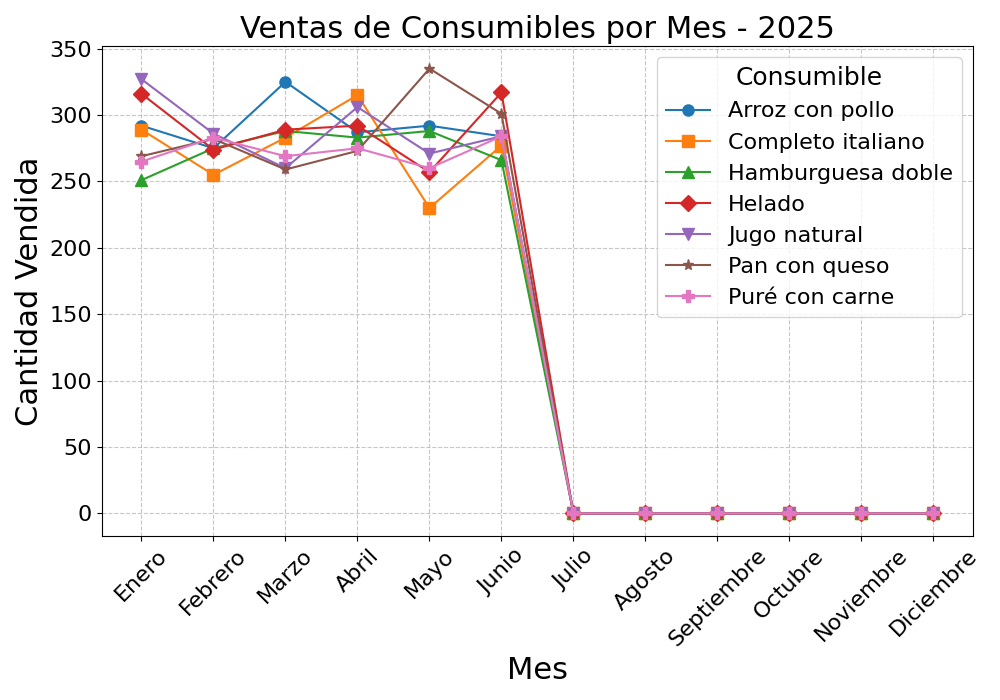 Ventas de Consumibles por Mes - 2025
Cantidad Vendida
350
300
250
200
150
100
50
0
Consumible
Arroz con pollo
Completo italiano
Hamburguesa doble
Helado
Jugo natural
Pan con queso
Puré con carne
Enero
Febrero
Marzo
Abril
Mayo
Junio
Julio
Agosto
Septiembre
Octubre
Noviembre
Diciembre
Mes